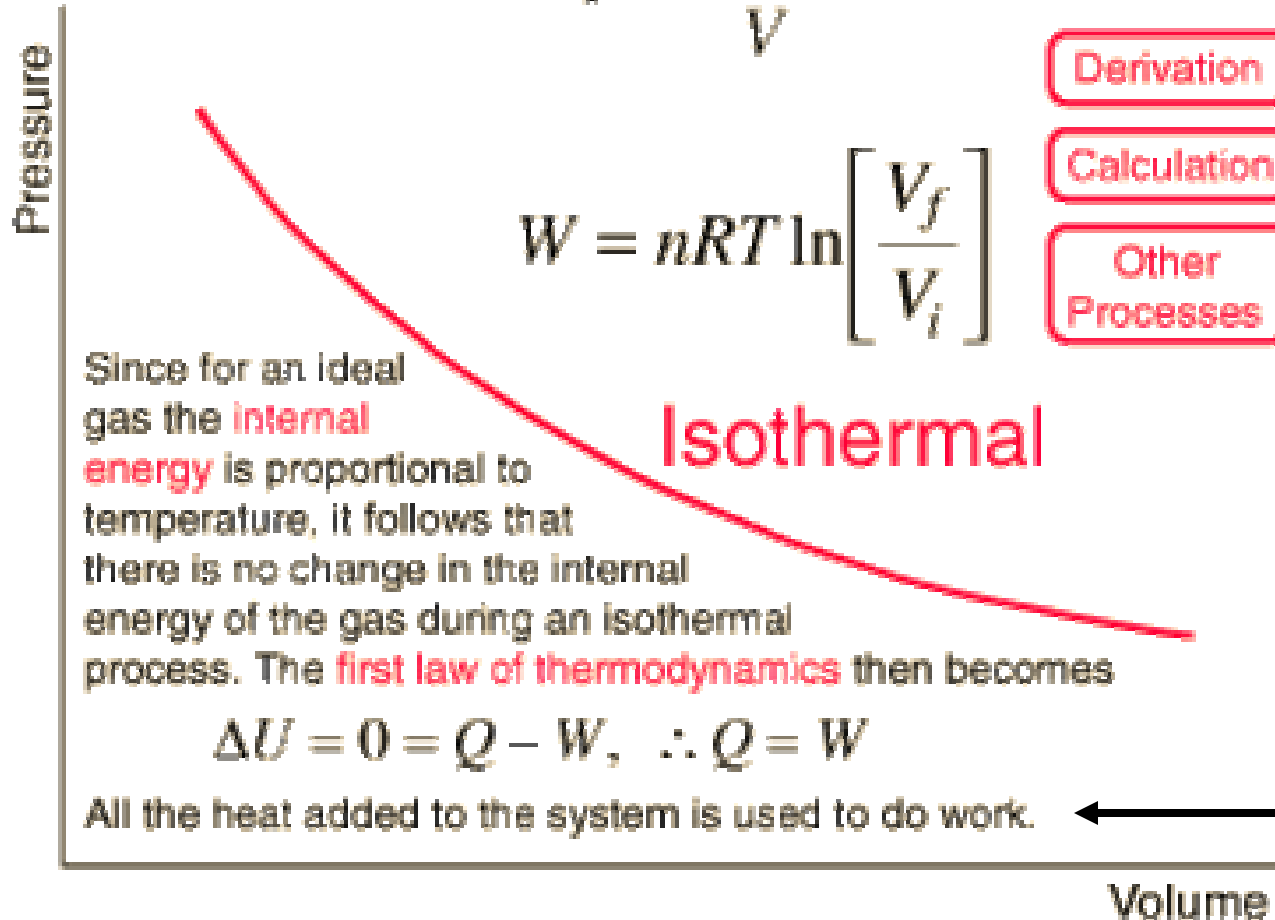 V
Pressure
Derivation
Calculation
W = nRT ln[V_f / V_i]
Other
Processes
Since for an ideal
gas the internal
Isothermal
energy is proportional to
temperature, it follows that
there is no change in the internal
energy of the gas during an isothermal
process. The first law of thermodynamics then becomes
ΔU = 0 = Q − W, ∴ Q = W
All the heat added to the system is used to do work.
Volume